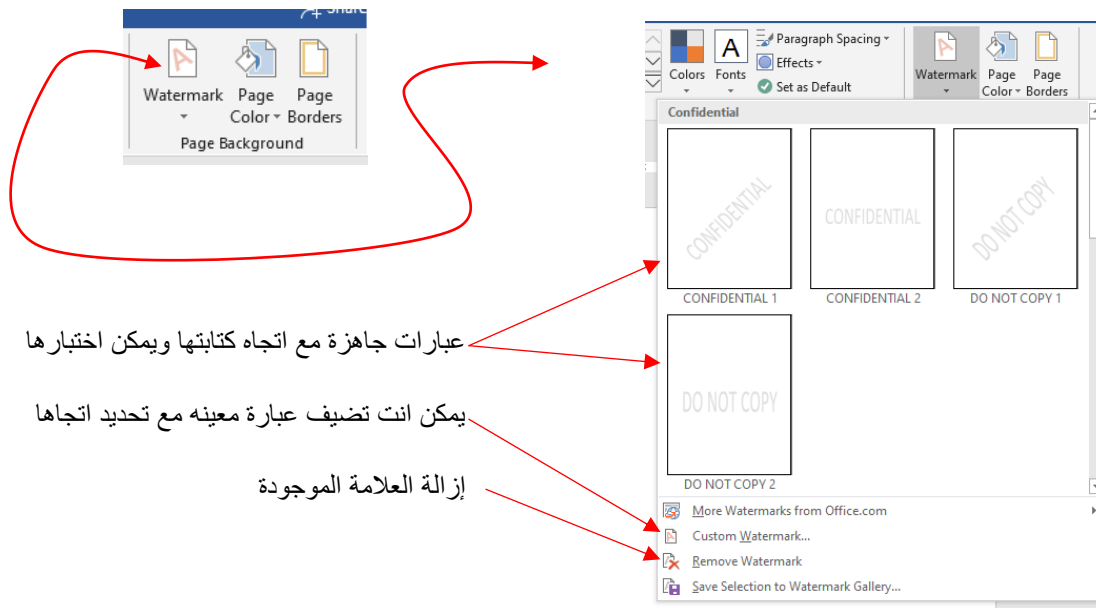 Share
Watermark Page Page
Color Borders
Page Background
Colors Fonts
A
Paragraph Spacing
Effects
Set as Default
Watermark Page Page
Color Borders
Confidential
CONFIDENTIAL
CONFIDENTIAL
DO NOT COPY
CONFIDENTIAL 1
CONFIDENTIAL 2
DO NOT COPY 1
عبارات جاهزة مع اتجاه كتابتها ويمكن اختبارها
يمكن انت تضيف عبارة معينه مع تحديد اتجاها
إزالة العلامة الموجودة
DO NOT COPY
DO NOT COPY 2
More Watermarks from Office.com
Custom Watermark...
Remove Watermark
Save Selection to Watermark Gallery...